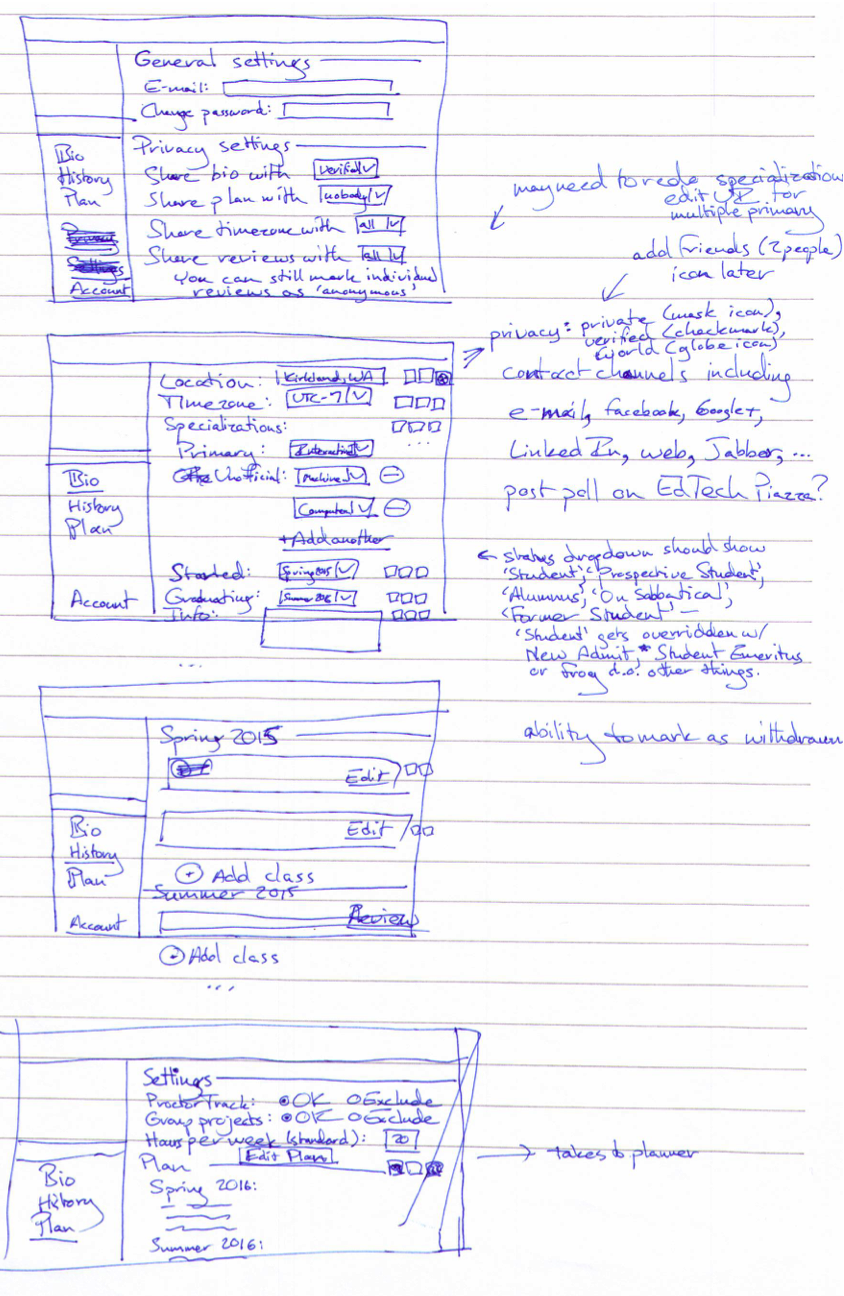 General settings
E-mail:
Change password:
Privacy settings
Share bio with verified
Share plan with nobody
Share timezone with all
Share reviews with all
You can still mark individual
reviews as 'anonymous'
Bio
History
Plan
Account
may need to redo specialization
edit UI for
multiple primary
add friends (2 people)
icon later
privacy: private (mask icon),
verified (checkmark),
world (globe icon)
contact channels including
e-mail, facebook, Google+,
LinkedIn, web, Jabber, ...
post poll on EdTech Piazza?
Location: Kirkland, WA
Timezone: UTC-7
Specializations:
...
Primary: Interactive
Unofficial: Machine
Computer
+ Add another
Started: Spring 2015
Graduating: Summer 2016
Info:
Bio
History
Plan
Account
...
← status dropdown should show
'Student', 'Prospective Student',
'Alumnus', 'On Sabbatical',
'Former Student' —
'Student' gets overridden w/
New Admit, * Student Emeritus
or other things.
Spring 2015
Edit
Edit
+ Add class
Summer 2015
Review
+ Add class
...
Bio
History
Plan
Account
ability to mark as withdrawn
Settings
ProctorTrack: OK Exclude
Group projects: OK Exclude
Hours per week (standard): 20
Plan Edit Plan
Spring 2016:
Summer 2016:
Bio
History
Plan
→ takes to planner